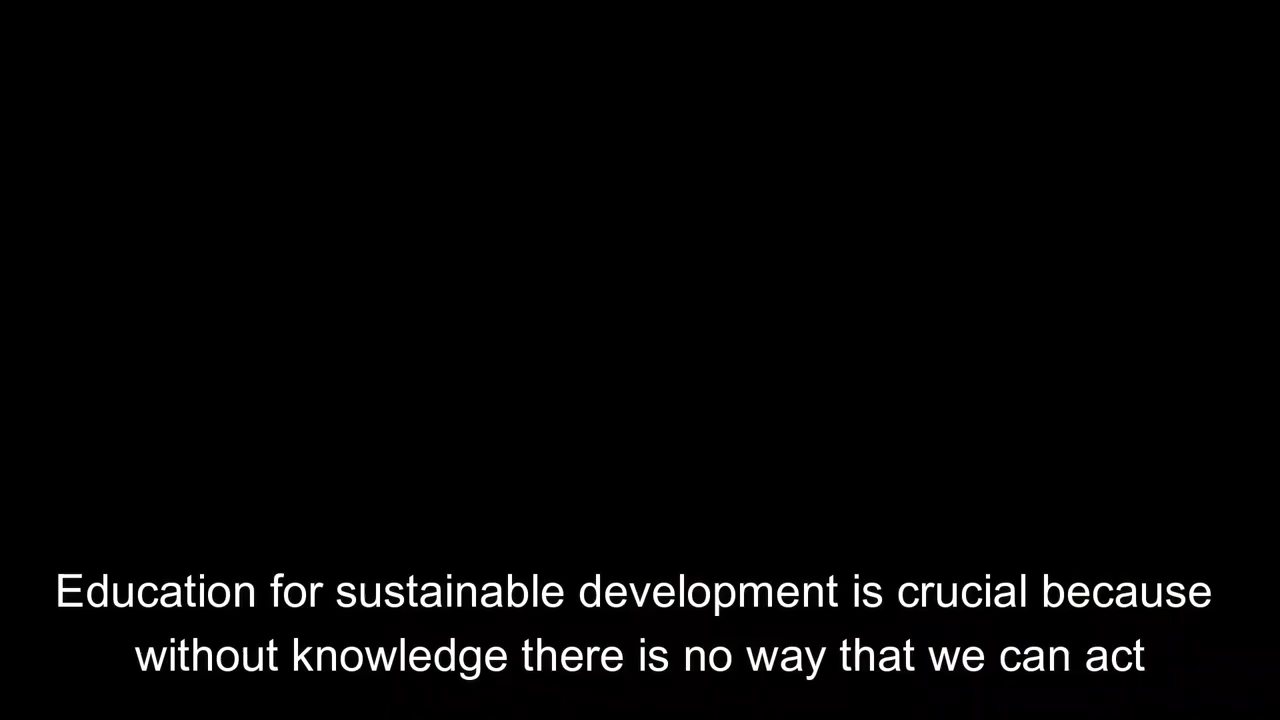 Education for sustainable development is crucial because
without knowledge there is no way that we can act